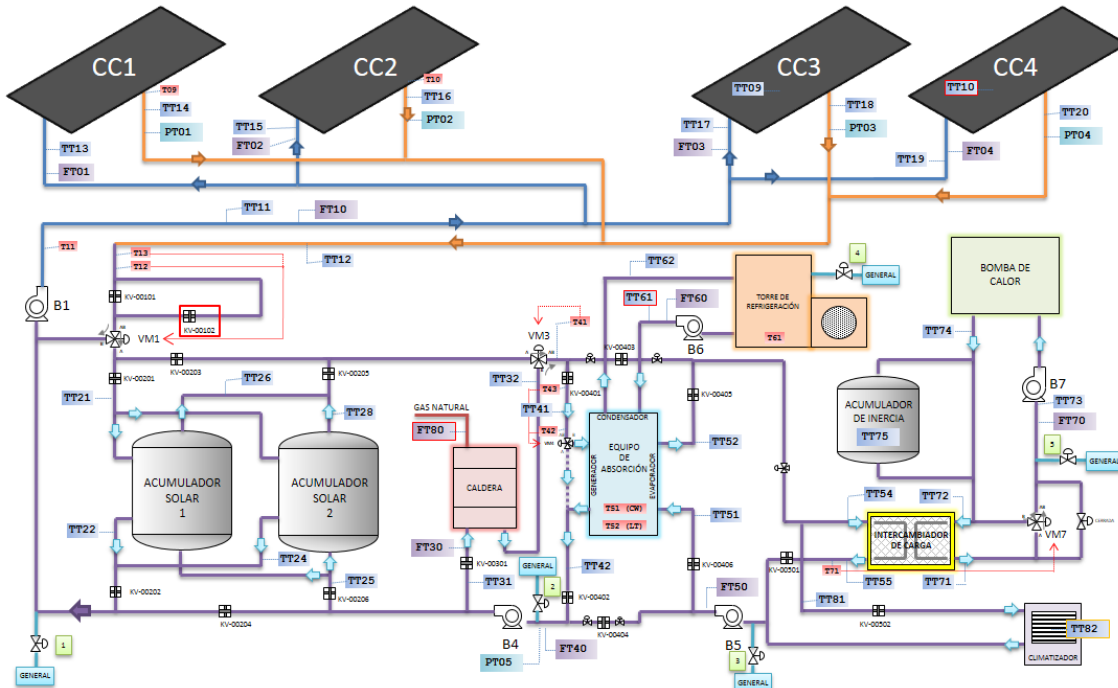 CC1
CC2
CC3
CC4
T09
TT14
PT01
TT13
FT01
T10
TT16
PT02
TT15
FT02
TT09
TT18
PT03
TT17
FT03
TT10
TT20
PT04
FT04
TT19
TT11
FT10
T11
T13
T12
TT12
KV-00101
KV-00102
B1
AB
B
A
VM1
KV-00203
KV-00201
KV-00205
TT26
TT21
TT28
ACUMULADOR
SOLAR
1
ACUMULADOR
SOLAR
2
TT22
TT24
TT25
KV-00202
KV-00206
KV-00204
1
GENERAL
GAS NATURAL
FT80
CALDERA
FT30
TT31
KV-00301
VM3
A
AB
T41
TT32
T43
TT41
T42
KV-00401
KV-00403
KV-00405
TT62
TT61
FT60
B6
TORRE DE
REFRIGERACIÓN
T61
4
GENERAL
CONDENSADOR
GENERADOR
EQUIPO
DE
ABSORCIÓN
EVAPORADOR
T51 (CW)
T52 (LT)
TT52
TT51
TT42
KV-00402
KV-00404
KV-00406
GENERAL
2
B4
PT05
FT40
FT50
B5
3
GENERAL
BOMBA DE
CALOR
TT74
B7
TT73
FT70
5
GENERAL
ACUMULADOR
DE INERCIA
TT75
TT54
TT72
INTERCAMBIADOR
DE CARGA
AB
B
A
VM7
T71
TT55
TT71
KV-00501
TT81
KV-00502
TT82
CLIMATIZADOR